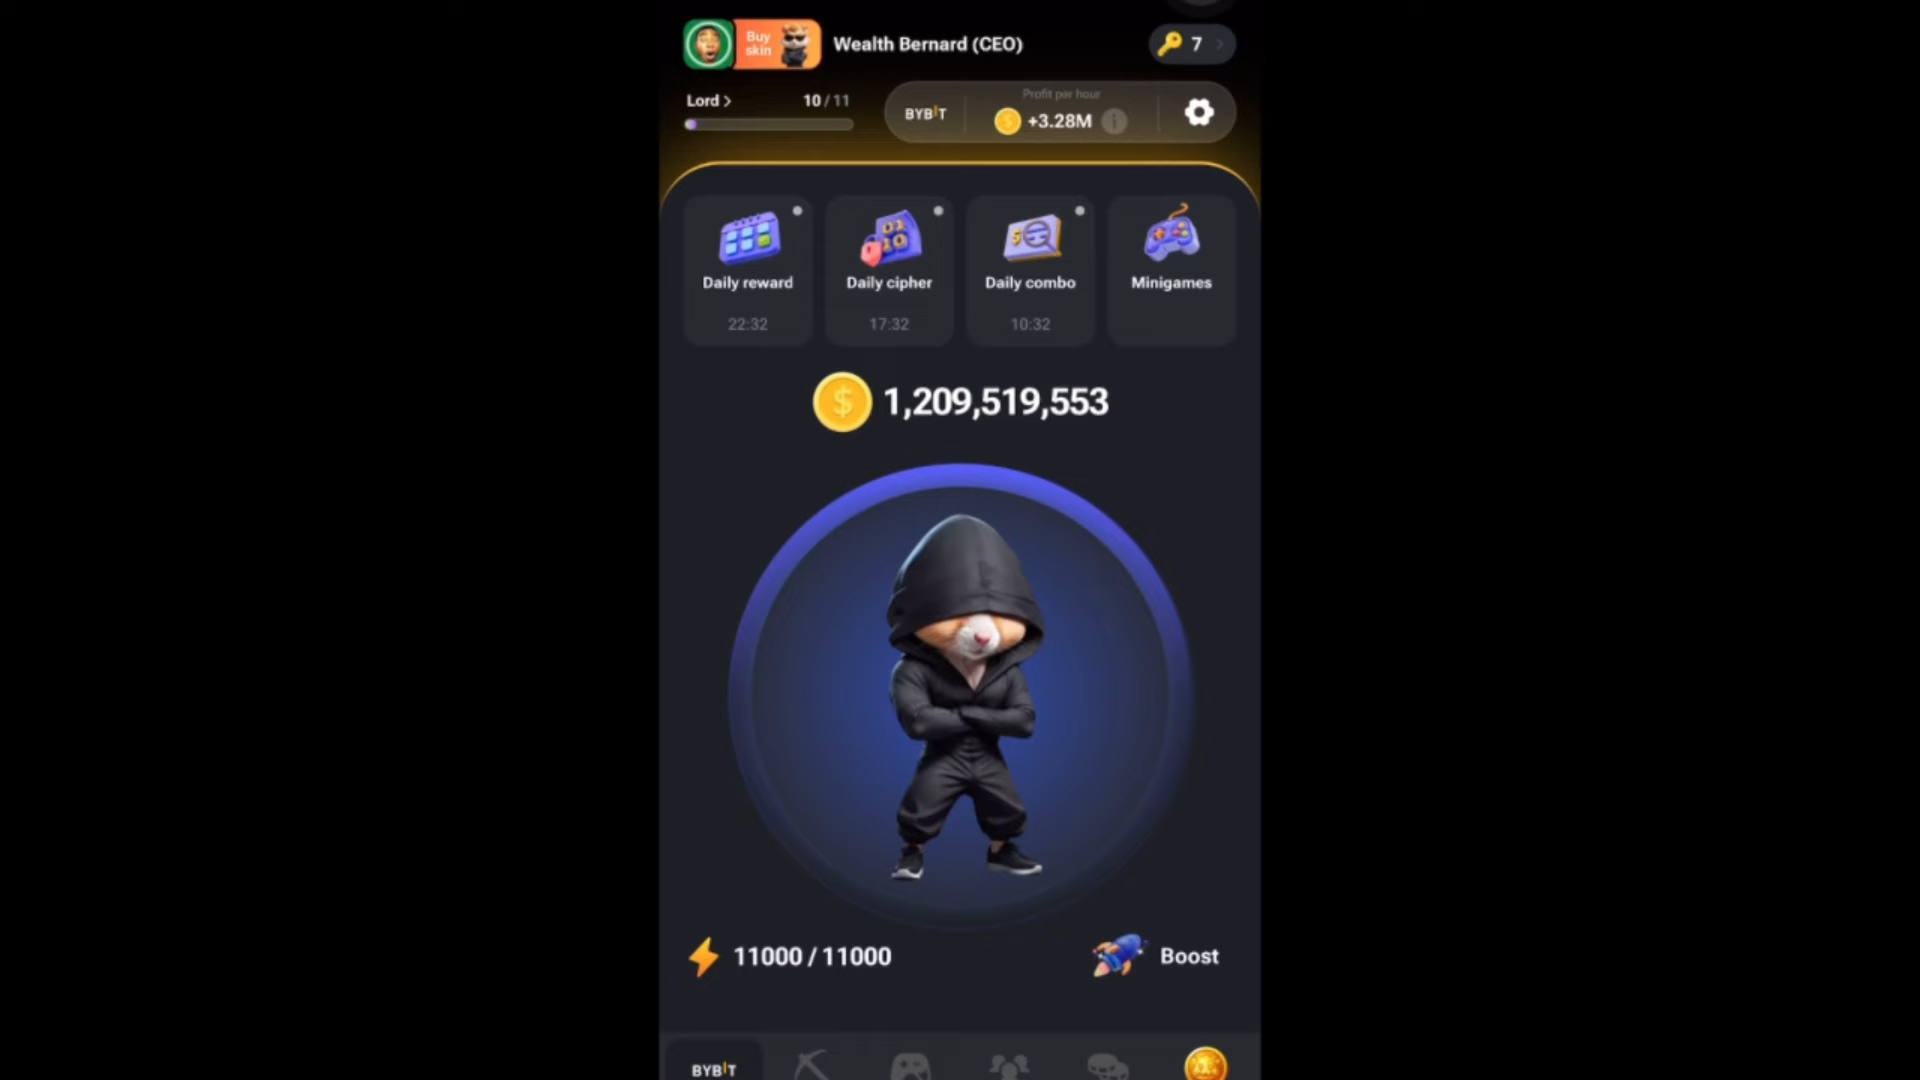 Buy
skin
Wealth Bernard (CEO)
7
Lord >
10 / 11
BYBIT
Profit per hour
+3.28M
Daily reward
22:32
Daily cipher
17:32
Daily combo
10:32
Minigames
1,209,519,553
11000 / 11000
Boost
BYBIT